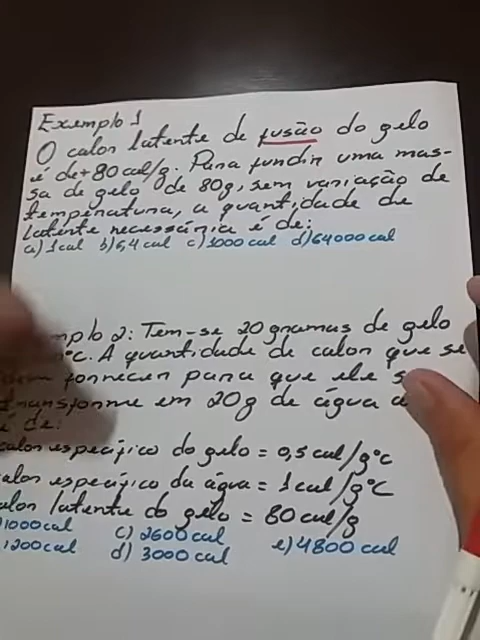 Exemplo 1
O calor latente de fusão do gelo
é de +80 cal/g. Para fundir uma mas-
sa de gelo de 80g, sem variação de
temperatura, a quantidade de
latente necessária é de:
a) 1 cal b) 6,4 cal c) 1000 cal d) 64000 cal
mplo 2: Tem-se 20 gramas de gelo
°C. A quantidade de calor que se
fornecer para que ele s
transforme em 20g de água a
é de:
calor específico do gelo = 0,5 cal/g°C
calor específico da água = 1 cal/g°C
alor latente do gelo = 80 cal/g
1000 cal c) 2600 cal
1200 cal d) 3000 cal e) 4800 cal